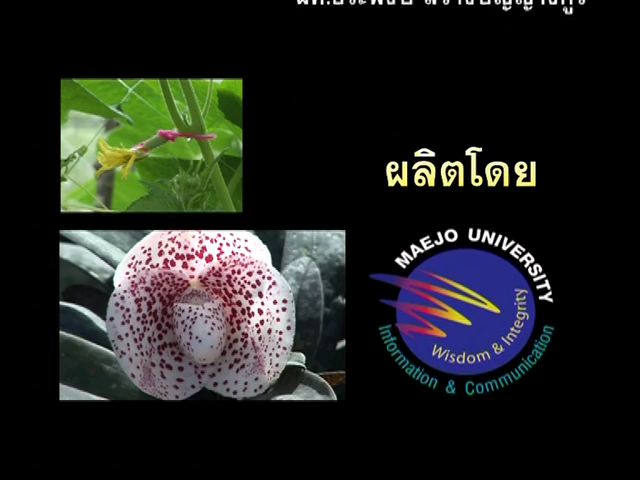 ผลิตโดย
MAEJO UNIVERSITY
Wisdom & Integrity
Information & Communication